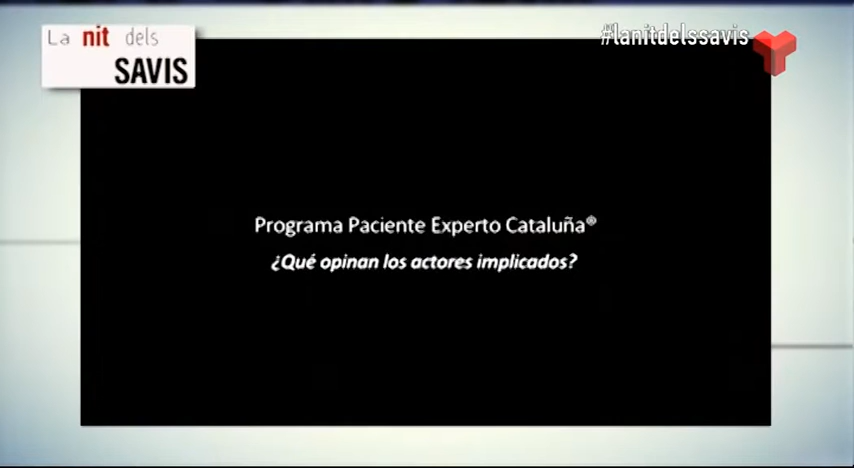 La nit dels
SAVIS
#lanitdelssavis
Programa Paciente Experto Cataluña®
¿Qué opinan los actores implicados?